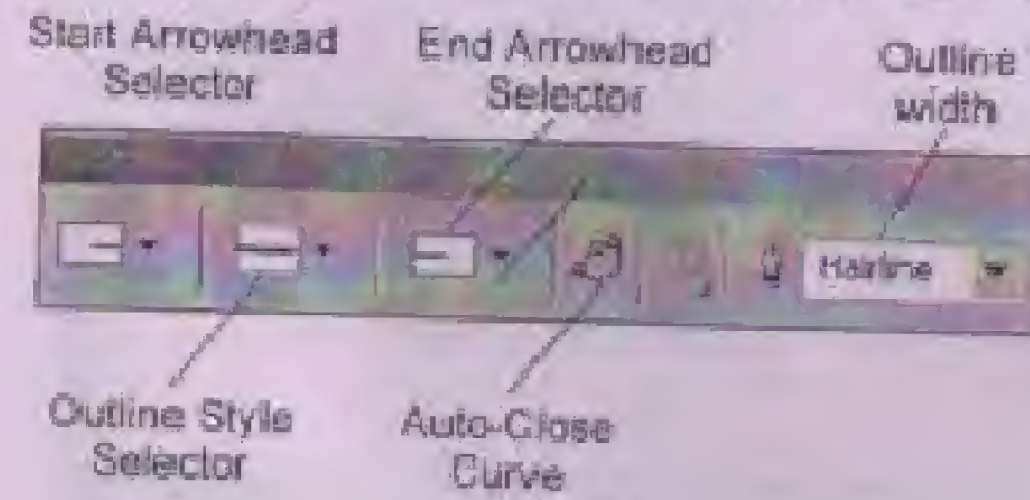 Start Arrowhead
Selector
End Arrowhead
Selector
Outline
width
Hairline
Outline Style
Selector
Auto-Close
Curve